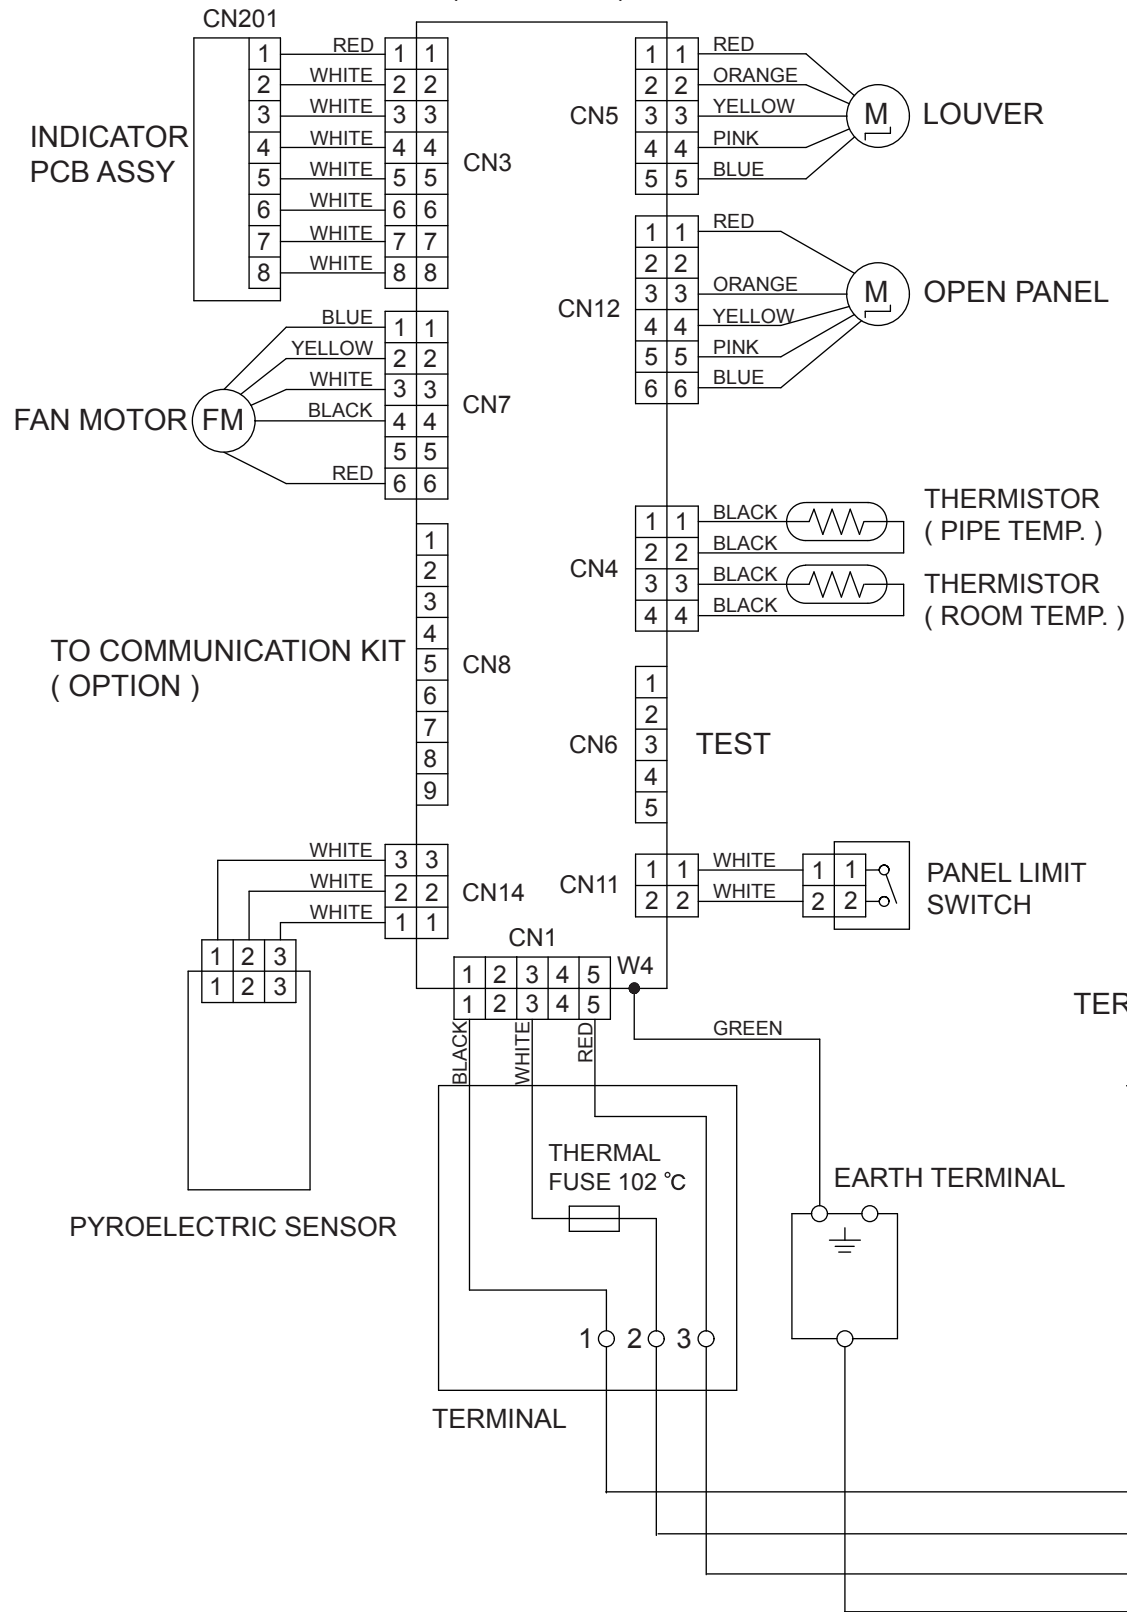 CN201
INDICATOR
PCB ASSY
1 RED 1 1
2 WHITE 2 2
3 WHITE 3 3
4 WHITE 4 4
5 WHITE 5 5
6 WHITE 6 6
7 WHITE 7 7
8 WHITE 8 8
CN3
FAN MOTOR FM
BLUE 1 1
YELLOW 2 2
WHITE 3 3
BLACK 4 4
5 5
RED 6 6
CN7
TO COMMUNICATION KIT
( OPTION )
1
2
3
4
5
6
7
8
9
CN8
WHITE 3 3
WHITE 2 2
WHITE 1 1
CN14
1 2 3
1 2 3
PYROELECTRIC SENSOR
CN5
1 1 RED
2 2 ORANGE
3 3 YELLOW
4 4 PINK
5 5 BLUE
M LOUVER
CN12
1 1 RED
2 2
3 3 ORANGE
4 4 YELLOW
5 5 PINK
6 6 BLUE
M OPEN PANEL
CN4
1 1 BLACK
2 2 BLACK
3 3 BLACK
4 4 BLACK
THERMISTOR
( PIPE TEMP. )
THERMISTOR
( ROOM TEMP. )
CN6
1
2
3
4
5
TEST
CN11
1 1 WHITE 1 1
2 2 WHITE 2 2
PANEL LIMIT
SWITCH
CN1
1 2 3 4 5
1 2 3 4 5
W4
BLACK
WHITE
RED
GREEN
TER
THERMAL
FUSE 102 ℃
1 2 3
TERMINAL
EARTH TERMINAL